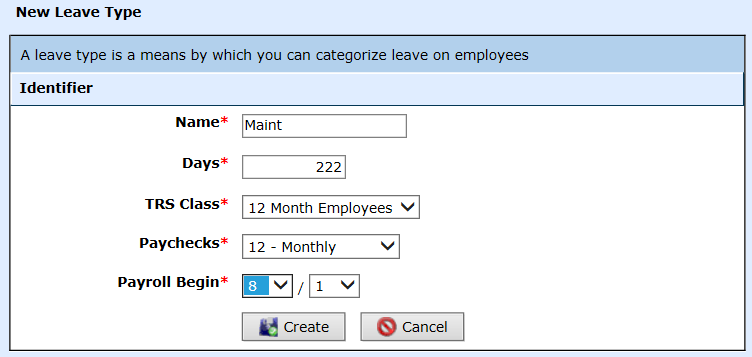 New Leave Type
A leave type is a means by which you can categorize leave on employees
Identifier
Name* Maint
Days* 222
TRS Class* 12 Month Employees
Paychecks* 12 - Monthly
Payroll Begin* 8 / 1
Create Cancel